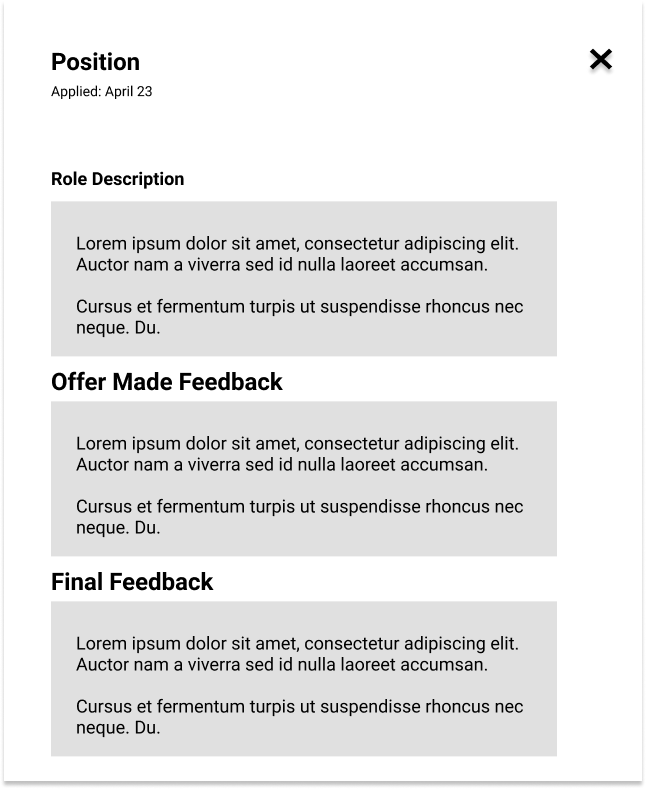 Position
Applied: April 23
Role Description
Lorem ipsum dolor sit amet, consectetur adipiscing elit.
Auctor nam a viverra sed id nulla laoreet accumsan.
Cursus et fermentum turpis ut suspendisse rhoncus nec
neque. Du.
Offer Made Feedback
Lorem ipsum dolor sit amet, consectetur adipiscing elit.
Auctor nam a viverra sed id nulla laoreet accumsan.
Cursus et fermentum turpis ut suspendisse rhoncus nec
neque. Du.
Final Feedback
Lorem ipsum dolor sit amet, consectetur adipiscing elit.
Auctor nam a viverra sed id nulla laoreet accumsan.
Cursus et fermentum turpis ut suspendisse rhoncus nec
neque. Du.